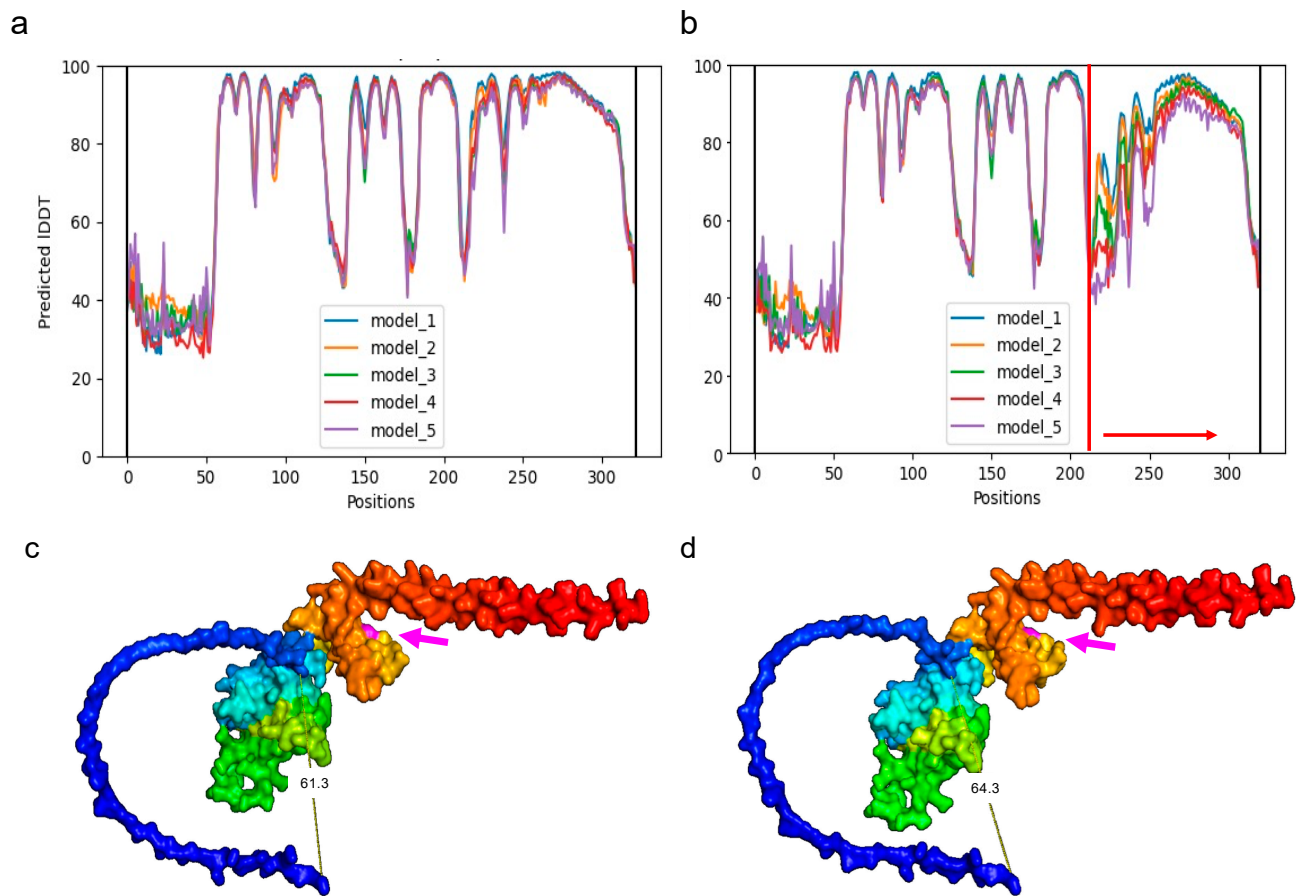 a
b
100
80
60
40
20
0
Predicted lDDT
model_1
model_2
model_3
model_4
model_5
0 50 100 150 200 250 300
Positions
100
80
60
40
20
0
model_1
model_2
model_3
model_4
model_5
0 50 100 150 200 250 300
Positions
c
d
61.3
64.3